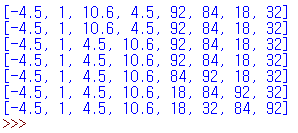 [-4.5, 1, 10.6, 4.5, 92, 84, 18, 32]
[-4.5, 1, 10.6, 4.5, 92, 84, 18, 32]
[-4.5, 1, 4.5, 10.6, 92, 84, 18, 32]
[-4.5, 1, 4.5, 10.6, 92, 84, 18, 32]
[-4.5, 1, 4.5, 10.6, 84, 92, 18, 32]
[-4.5, 1, 4.5, 10.6, 18, 84, 92, 32]
[-4.5, 1, 4.5, 10.6, 18, 32, 84, 92]
>>>